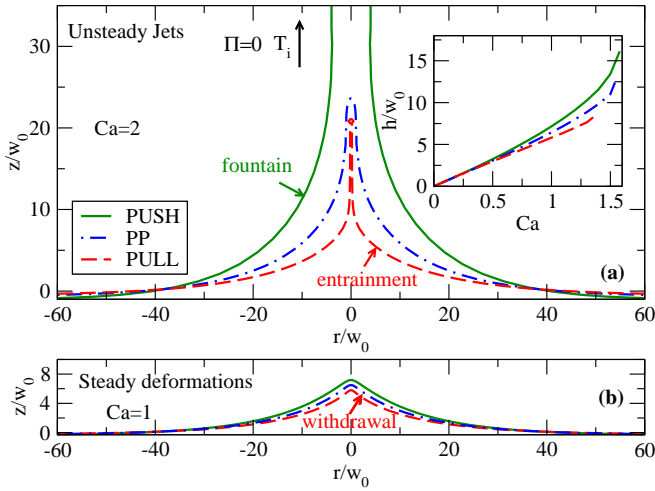 Unsteady Jets
Π=0 T_i
Ca=2
fountain
entrainment
PUSH
PP
PULL
(a)
z/w_0
0
10
20
30
-60 -40 -20 0 20 40 60
r/w_0
h/w_0
0
5
10
15
0 0.5 1 1.5
Ca
Steady deformations
Ca=1
withdrawal
(b)
z/w_0
0
4
8
-60 -40 -20 0 20 40 60
r/w_0